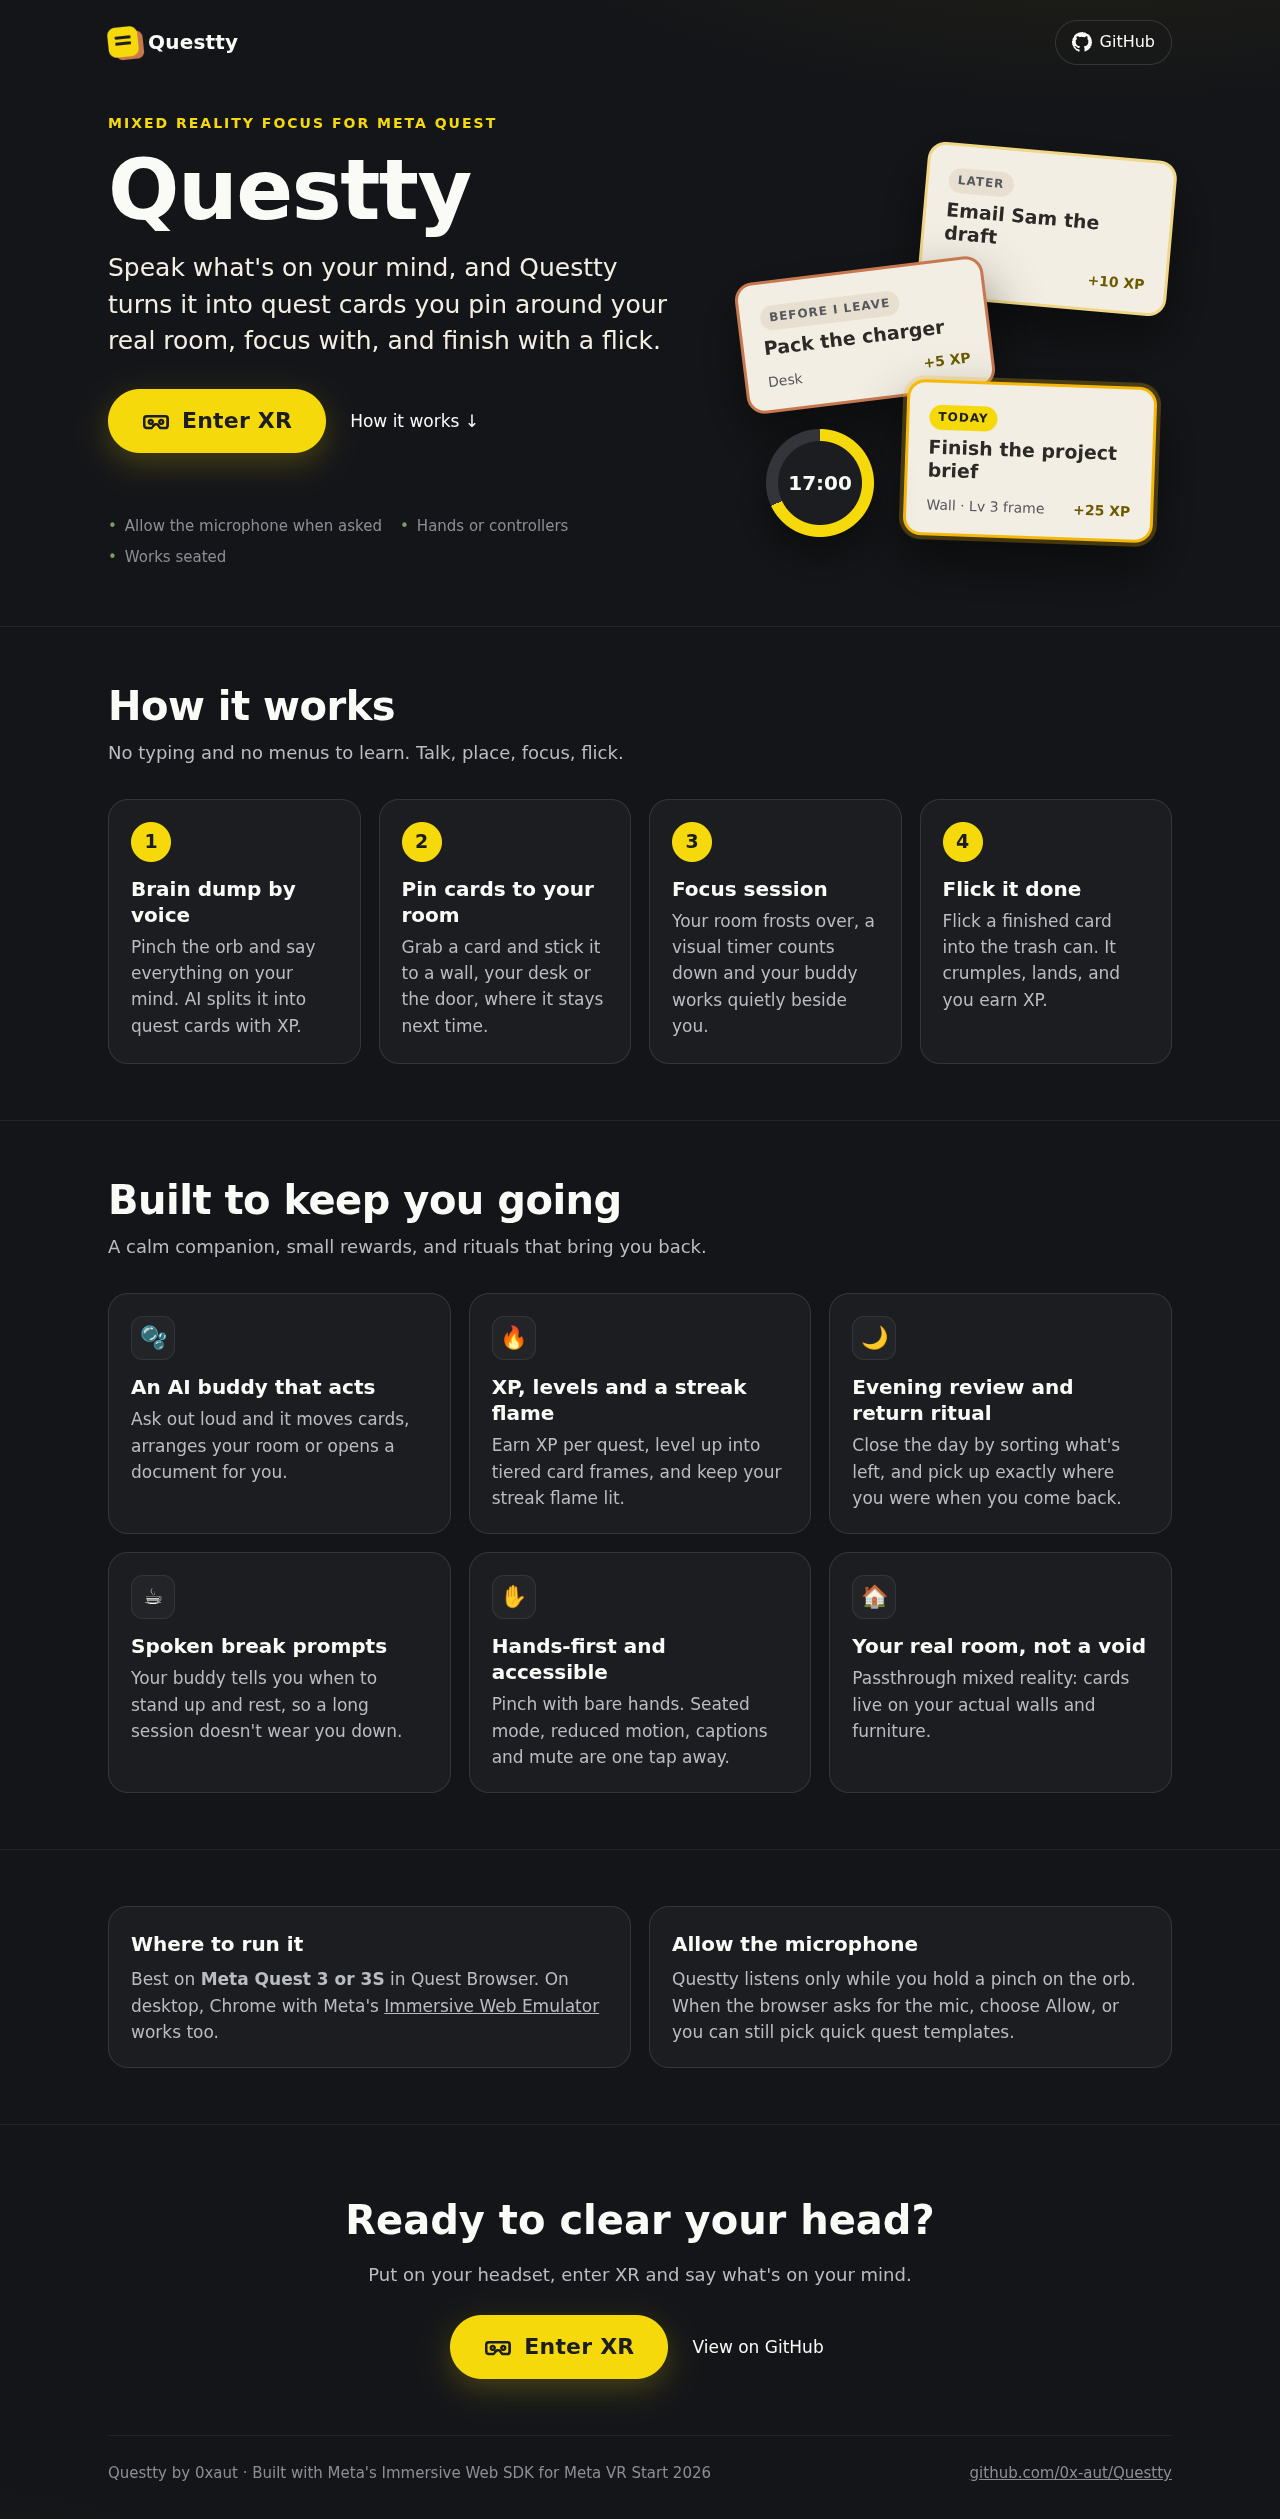 Questty
GitHub
MIXED REALITY FOCUS FOR META QUEST
Questty
Speak what's on your mind, and Questty
turns it into quest cards you pin around your
real room, focus with, and finish with a flick.
Enter XR
How it works ↓
• Allow the microphone when asked • Hands or controllers
• Works seated
LATER
Email Sam the
draft
+10 XP
BEFORE I LEAVE
Pack the charger
Desk
+5 XP
TODAY
Finish the project
brief
Wall · Lv 3 frame
+25 XP
17:00
How it works
No typing and no menus to learn. Talk, place, focus, flick.
1
Brain dump by
voice
Pinch the orb and say
everything on your
mind. AI splits it into
quest cards with XP.
2
Pin cards to your
room
Grab a card and stick it
to a wall, your desk or
the door, where it stays
next time.
3
Focus session
Your room frosts over, a
visual timer counts
down and your buddy
works quietly beside
you.
4
Flick it done
Flick a finished card
into the trash can. It
crumples, lands, and
you earn XP.
Built to keep you going
A calm companion, small rewards, and rituals that bring you back.
An AI buddy that acts
Ask out loud and it moves cards,
arranges your room or opens a
document for you.
XP, levels and a streak
flame
Earn XP per quest, level up into
tiered card frames, and keep your
streak flame lit.
Evening review and
return ritual
Close the day by sorting what's
left, and pick up exactly where
you were when you come back.
Spoken break prompts
Your buddy tells you when to
stand up and rest, so a long
session doesn't wear you down.
Hands-first and
accessible
Pinch with bare hands. Seated
mode, reduced motion, captions
and mute are one tap away.
Your real room, not a void
Passthrough mixed reality: cards
live on your actual walls and
furniture.
Where to run it
Best on Meta Quest 3 or 3S in Quest Browser. On
desktop, Chrome with Meta's Immersive Web Emulator
works too.
Allow the microphone
Questty listens only while you hold a pinch on the orb.
When the browser asks for the mic, choose Allow, or
you can still pick quick quest templates.
Ready to clear your head?
Put on your headset, enter XR and say what's on your mind.
Enter XR
View on GitHub
Questty by 0xaut · Built with Meta's Immersive Web SDK for Meta VR Start 2026
github.com/0x-aut/Questty